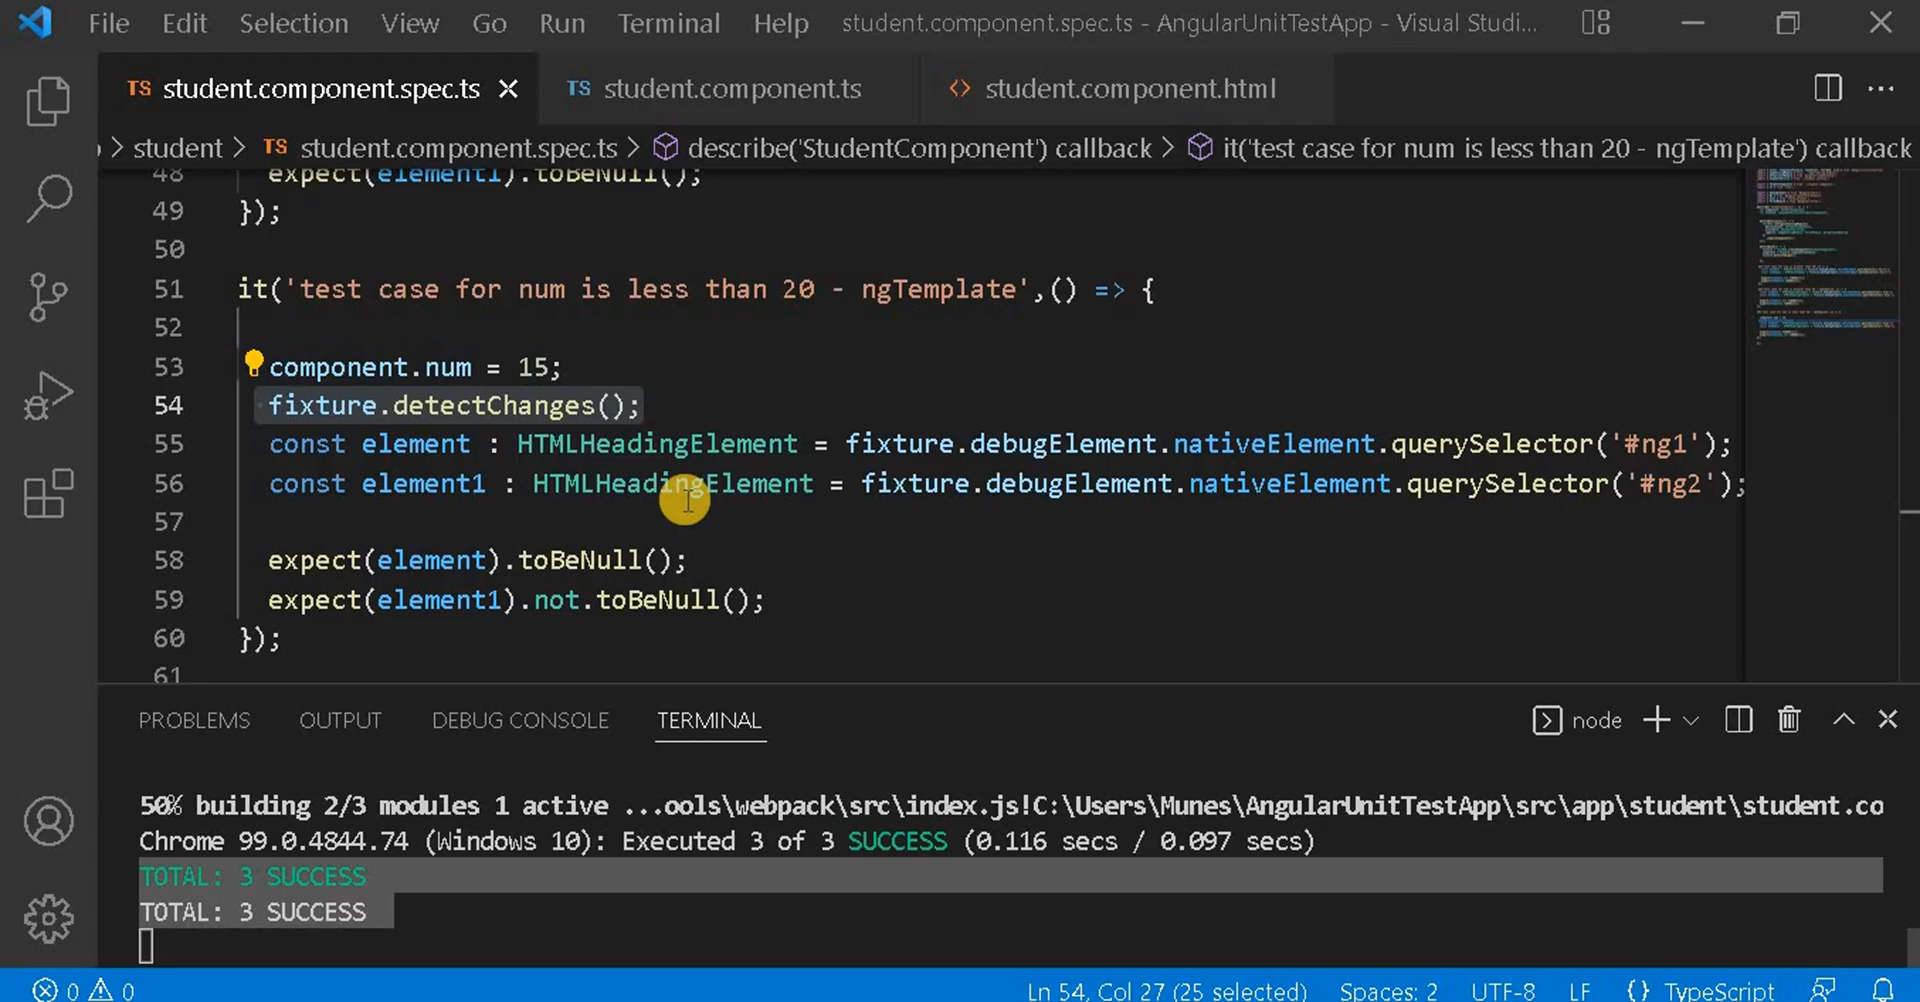 File Edit Selection View Go Run Terminal Help student.component.spec.ts - AngularUnitTestApp - Visual Studi...
TS student.component.spec.ts TS student.component.ts <> student.component.html
> student > TS student.component.spec.ts > describe('StudentComponent') callback > it('test case for num is less than 20 - ngTemplate') callback
48 expect(element1).toBeNull();
49 });
50
51 it('test case for num is less than 20 - ngTemplate',() => {
52
53 component.num = 15;
54 fixture.detectChanges();
55 const element : HTMLHeadingElement = fixture.debugElement.nativeElement.querySelector('#ng1');
56 const element1 : HTMLHeadingElement = fixture.debugElement.nativeElement.querySelector('#ng2');
57
58 expect(element).toBeNull();
59 expect(element1).not.toBeNull();
60 });
61
PROBLEMS OUTPUT DEBUG CONSOLE TERMINAL node
50% building 2/3 modules 1 active ...ools\webpack\src\index.js!C:\Users\Munes\AngularUnitTestApp\src\app\student\student.co
Chrome 99.0.4844.74 (Windows 10): Executed 3 of 3 SUCCESS (0.116 secs / 0.097 secs)
TOTAL: 3 SUCCESS
TOTAL: 3 SUCCESS
0 0 Ln 54, Col 27 (25 selected) Spaces: 2 UTF-8 LF {} TypeScript